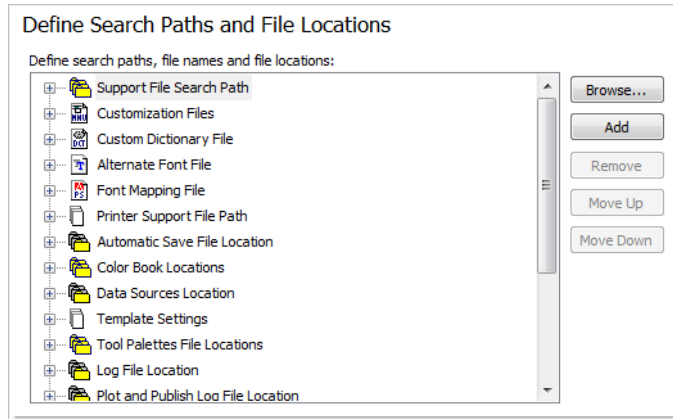 Define Search Paths and File Locations
Define search paths, file names and file locations:
Support File Search Path
Customization Files
Custom Dictionary File
Alternate Font File
Font Mapping File
Printer Support File Path
Automatic Save File Location
Color Book Locations
Data Sources Location
Template Settings
Tool Palettes File Locations
Log File Location
Plot and Publish Log File Location
Browse...
Add
Remove
Move Up
Move Down